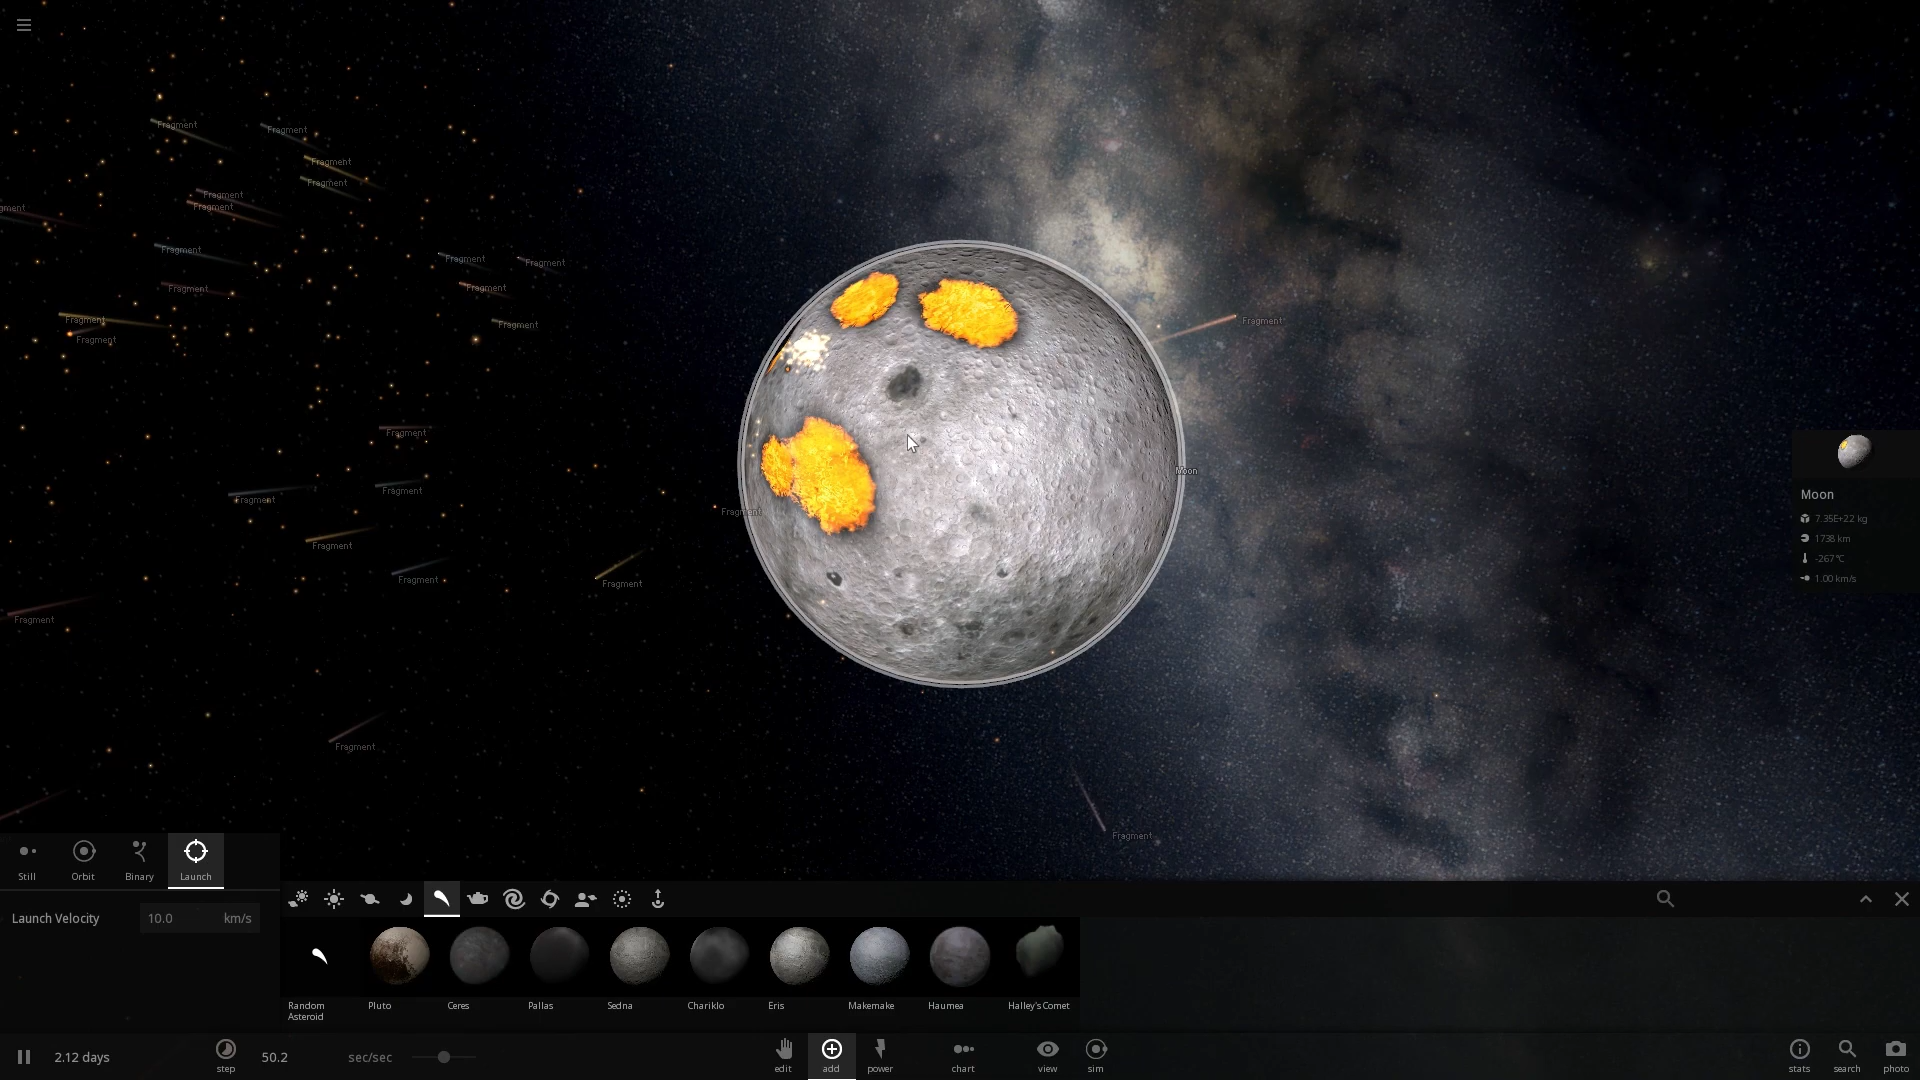 Fragment
Fragment
Fragment
Fragment
Fragment
Fragment
gment
Fragment
Fragment
Fragment
Fragment
Fragment
Fragment
Fragment
Fragment
Fragment
Fragment
Moon
Fragment
Fragment
Moon
Fragment
7.35E+22 kg
1738 km
Fragment
-267 °C
Fragment
Fragment
1.00 km/s
Fragment
Fragment
Fragment
Still
Orbit
Binary
Launch
Launch Velocity 10.0 km/s
Random
Asteroid
Pluto
Ceres
Pallas
Sedna
Chariklo
Eris
Makemake
Haumea
Halley's Comet
2.12 days
step
50.2 sec/sec
edit
add
power
chart
view
sim
stats
search
photo